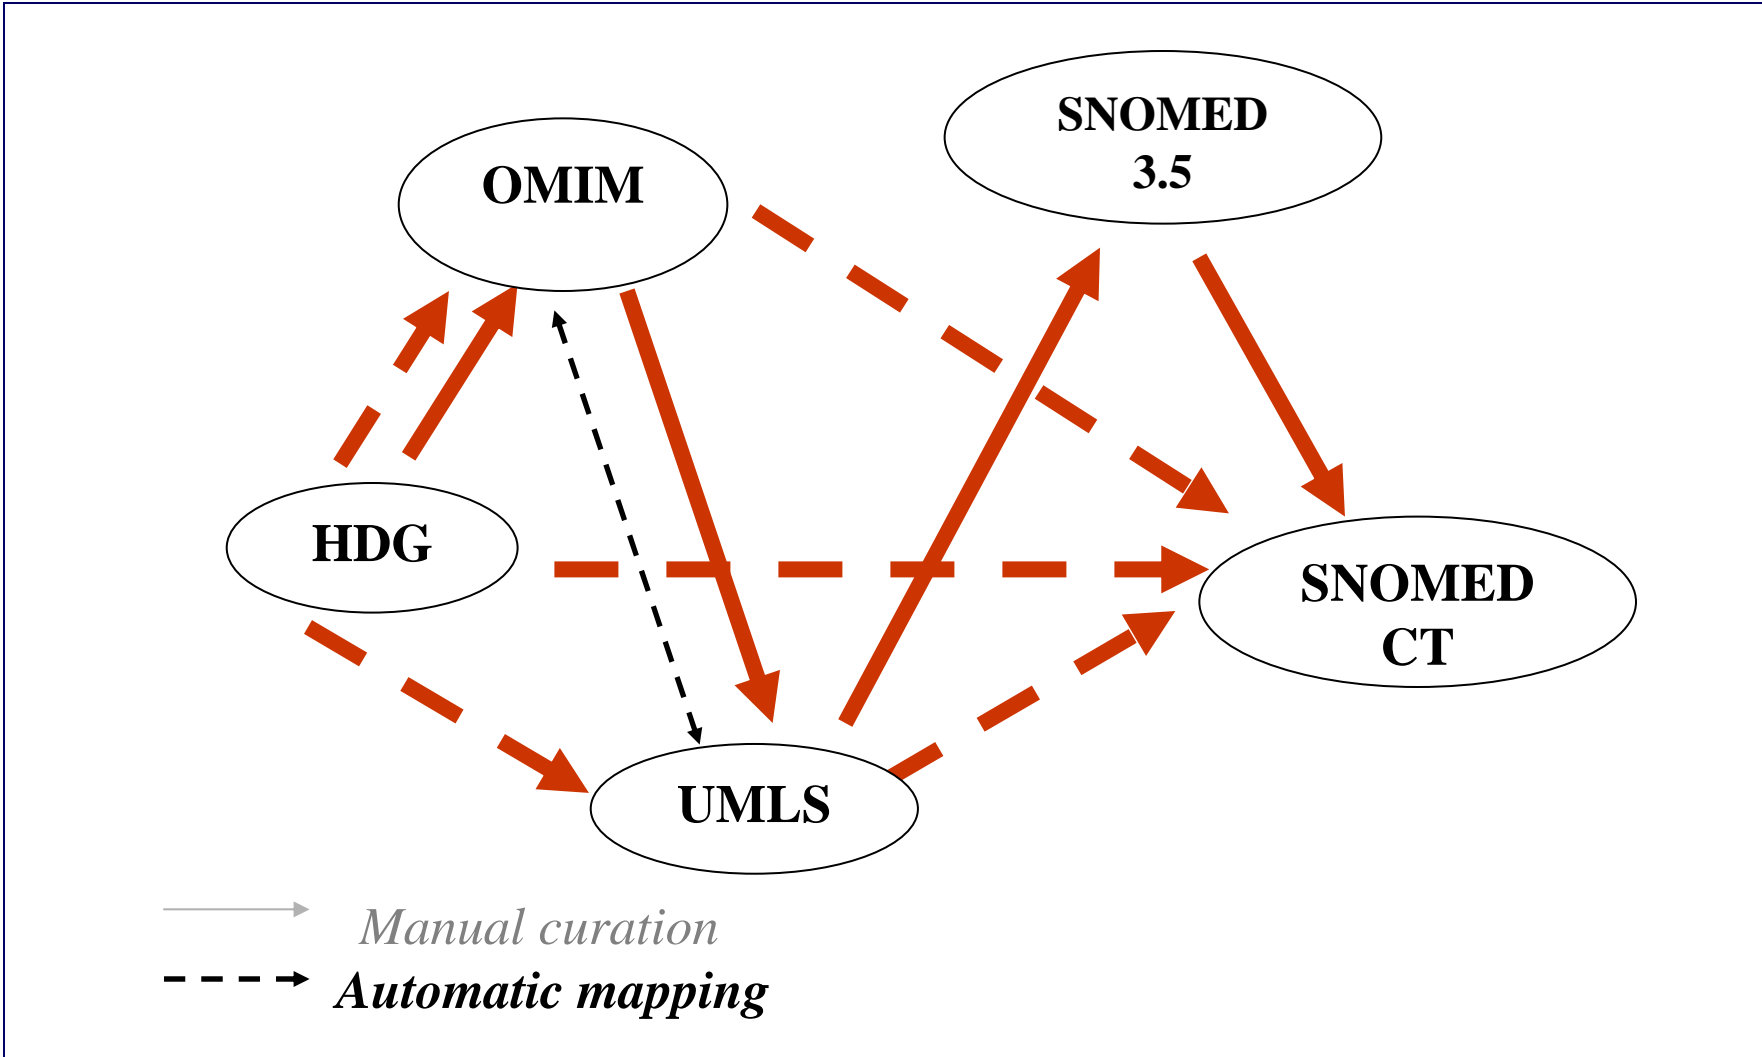 SNOMED
3.5
OMIM
HDG
SNOMED
CT
UMLS
Manual curation
Automatic mapping